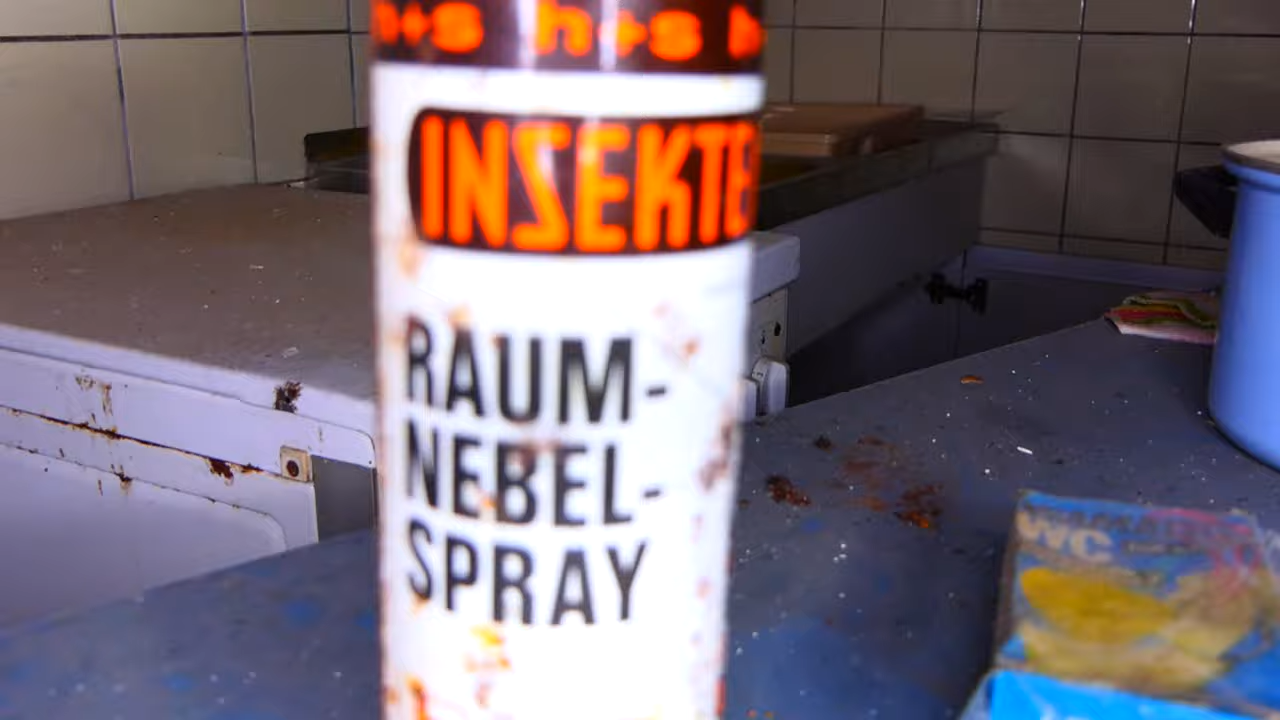 h+s h+s h
INSEKTE
RAUM-
NEBEL-
SPRAY
WC